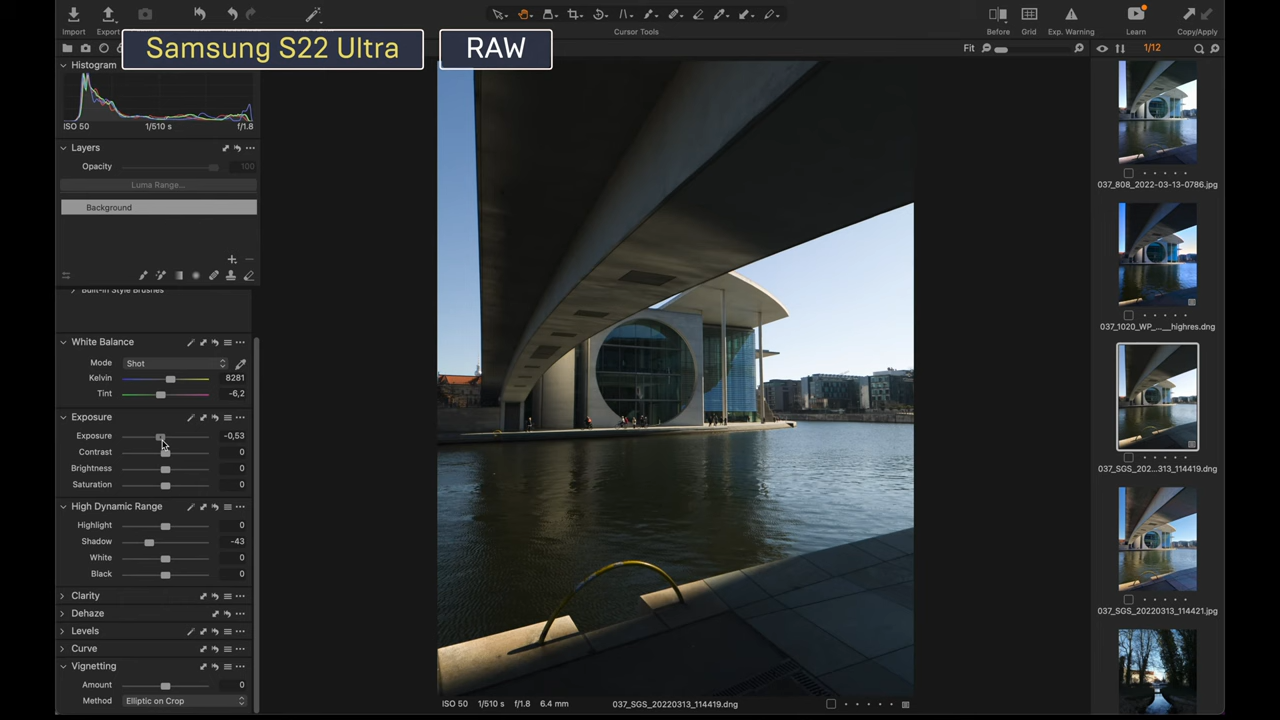 Import
Export
Cursor Tools
Before
Grid
Exp. Warning
Learn
Copy/Apply
Samsung S22 Ultra
RAW
Fit
1/12
Histogram
ISO 50
1/510 s
f/1.8
Layers
Opacity
100
Luma Range...
Background
Built-in Style Brushes
White Balance
Mode
Shot
Kelvin
8281
Tint
-6,2
Exposure
Exposure
-0,53
Contrast
0
Brightness
0
Saturation
0
High Dynamic Range
Highlight
0
Shadow
-43
White
0
Black
0
Clarity
Dehaze
Levels
Curve
Vignetting
Amount
0
Method
Elliptic on Crop
ISO 50
1/510 s
f/1.8
6.4 mm
037_SGS_20220313_114419.dng
037_808_2022-03-13-0786.jpg
037_1020_WP_...__highres.dng
037_SGS_202...313_114419.dng
037_SGS_20220313_114421.jpg